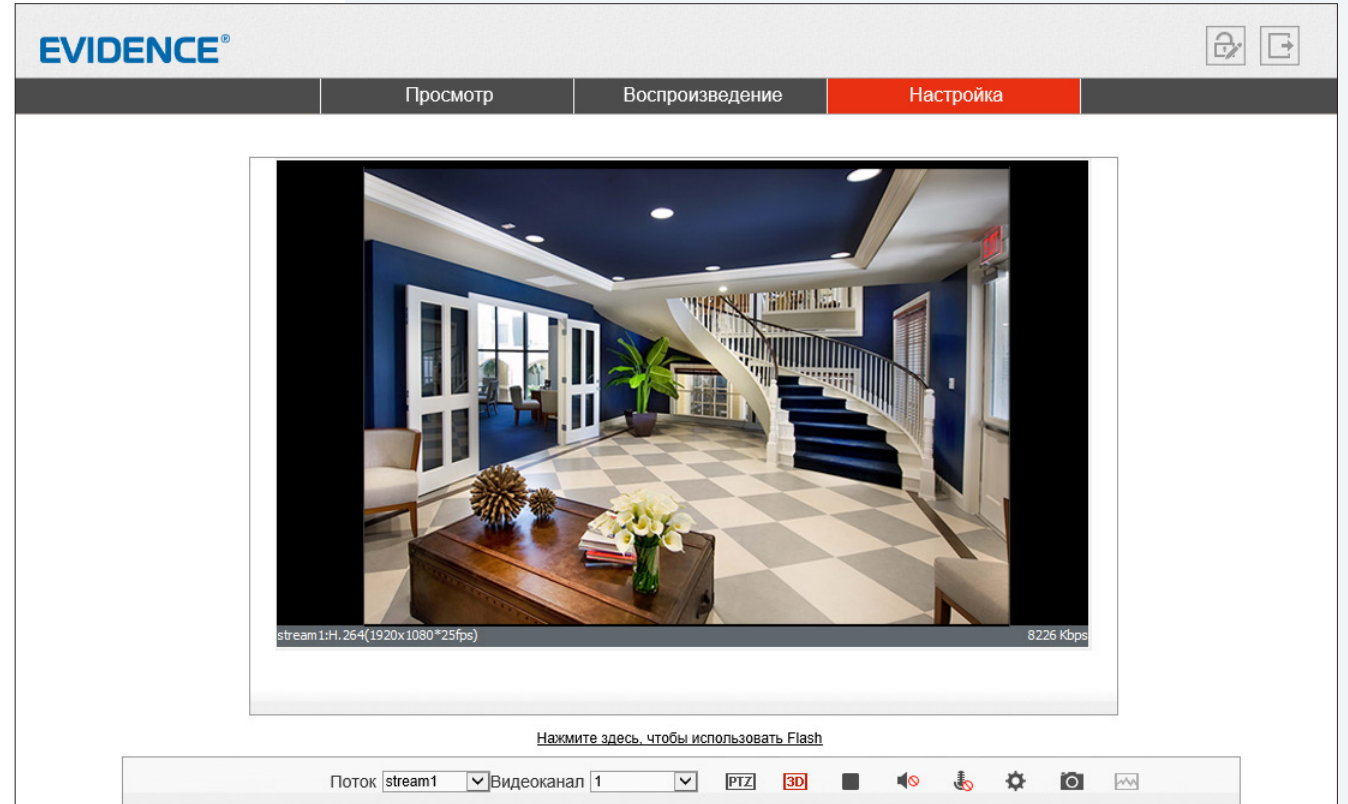 EVIDENCE®
Просмотр Воспроизведение Настройка
EXIT
stream1:H.264(1920x1080*25fps) 8226 Kbps
Нажмите здесь, чтобы использовать Flash
Поток stream1 Видеоканал 1 PTZ 3D